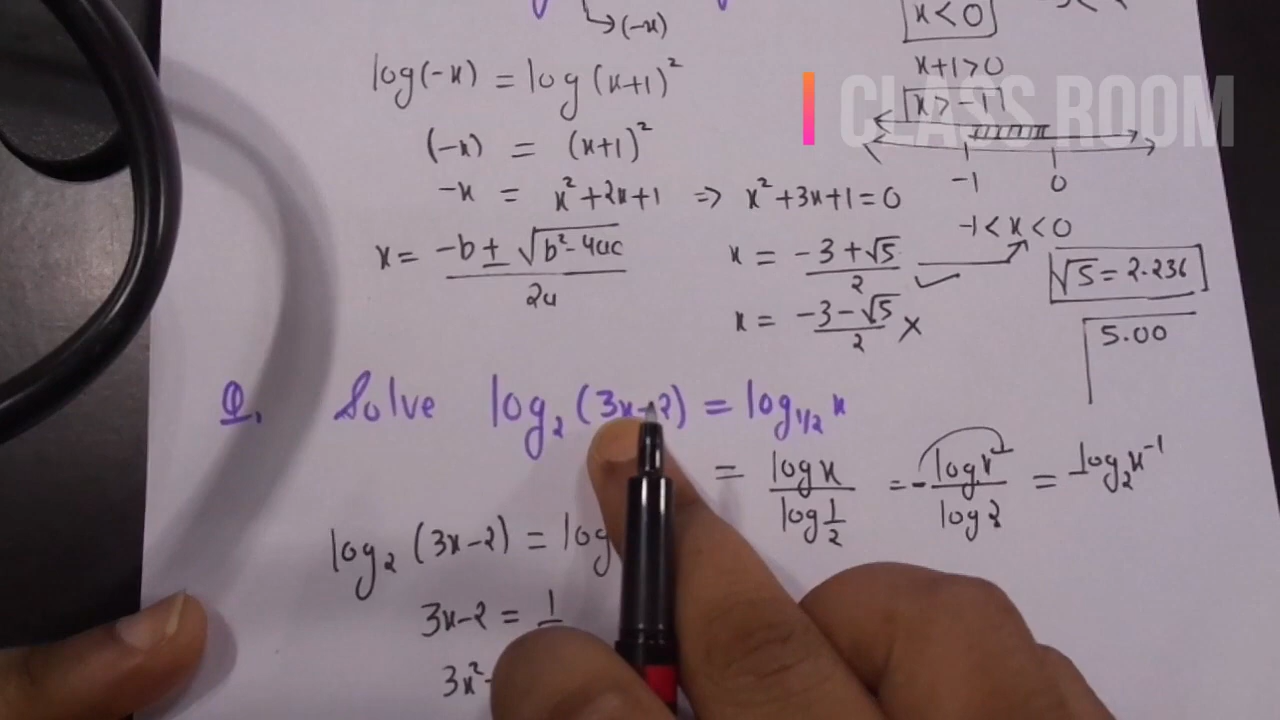 (-x)
x<0
log(-x) = log(x+1)²
x+1>0
x>-1
CLASS ROOM
(-x) = (x+1)²
-1 0
-x = x²+2x+1 => x²+3x+1=0
-1<x<0
x = -b ± √b²-4ac / 2a
x = -3+√5 / 2
√5 = 2.236
x = -3-√5 / 2 ×
5.00
Q. Solve log₂(3x-2) = log₁/₂ x
= log x / log 1/2 = - log x / log 2 = log₂ x⁻¹
log₂(3x-2) = log
3x-2 = 1
3x² -